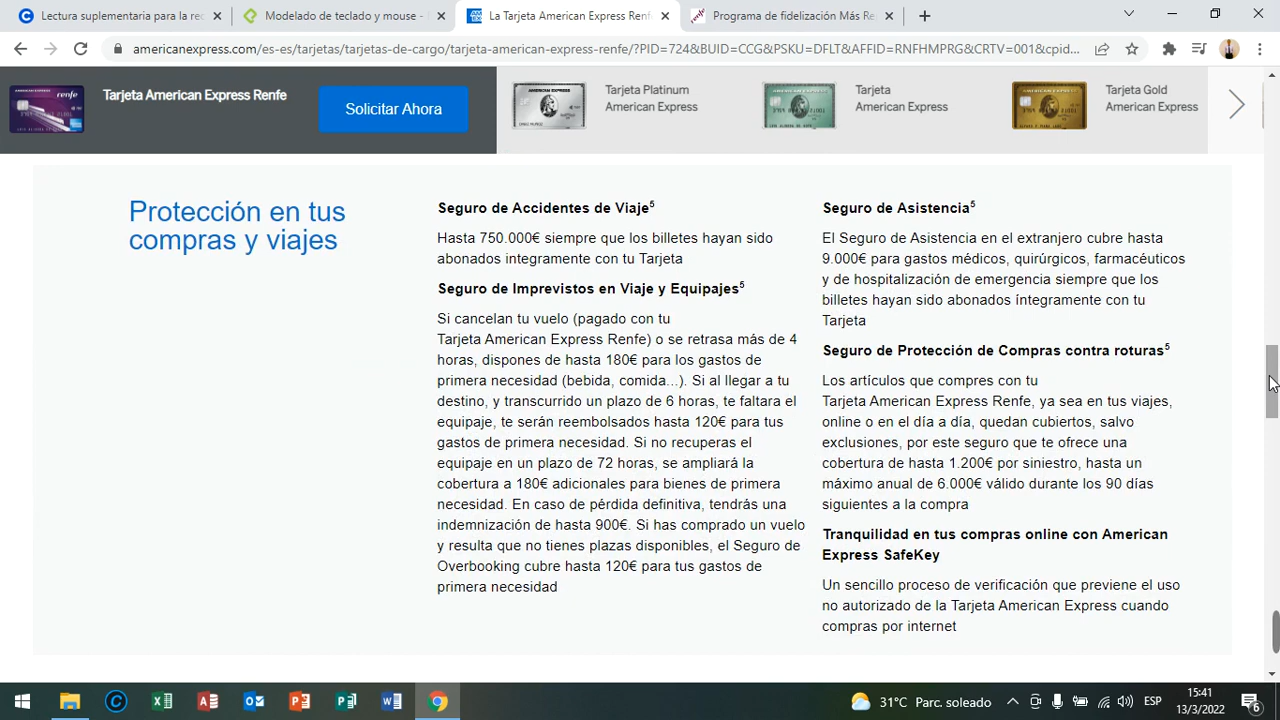 Lectura suplementaria para la re
Modelado de teclado y mouse -
La Tarjeta American Express Renf
Programa de fidelización Más Re
americanexpress.com/es-es/tarjetas/tarjetas-de-cargo/tarjeta-american-express-renfe/?PID=724&BUID=CCG&PSKU=DFLT&AFFID=RNFHMPRG&CRTV=001&cpid...
renfe
Tarjeta American Express Renfe
Solicitar Ahora
Tarjeta Platinum
American Express
Tarjeta
American Express
Tarjeta Gold
American Express
Protección en tus
compras y viajes
Seguro de Accidentes de Viaje⁵
Hasta 750.000€ siempre que los billetes hayan sido
abonados integramente con tu Tarjeta
Seguro de Imprevistos en Viaje y Equipajes⁵
Si cancelan tu vuelo (pagado con tu
Tarjeta American Express Renfe) o se retrasa más de 4
horas, dispones de hasta 180€ para los gastos de
primera necesidad (bebida, comida...). Si al llegar a tu
destino, y transcurrido un plazo de 6 horas, te faltara el
equipaje, te serán reembolsados hasta 120€ para tus
gastos de primera necesidad. Si no recuperas el
equipaje en un plazo de 72 horas, se ampliará la
cobertura a 180€ adicionales para bienes de primera
necesidad. En caso de pérdida definitiva, tendrás una
indemnización de hasta 900€. Si has comprado un vuelo
y resulta que no tienes plazas disponibles, el Seguro de
Overbooking cubre hasta 120€ para tus gastos de
primera necesidad
Seguro de Asistencia⁵
El Seguro de Asistencia en el extranjero cubre hasta
9.000€ para gastos médicos, quirúrgicos, farmacéuticos
y de hospitalización de emergencia siempre que los
billetes hayan sido abonados íntegramente con tu
Tarjeta
Seguro de Protección de Compras contra roturas⁵
Los artículos que compres con tu
Tarjeta American Express Renfe, ya sea en tus viajes,
online o en el día a día, quedan cubiertos, salvo
exclusiones, por este seguro que te ofrece una
cobertura de hasta 1.200€ por siniestro, hasta un
máximo anual de 6.000€ válido durante los 90 días
siguientes a la compra
Tranquilidad en tus compras online con American
Express SafeKey
Un sencillo proceso de verificación que previene el uso
no autorizado de la Tarjeta American Express cuando
compras por internet
31°C Parc. soleado
ESP
15:41
13/3/2022
6